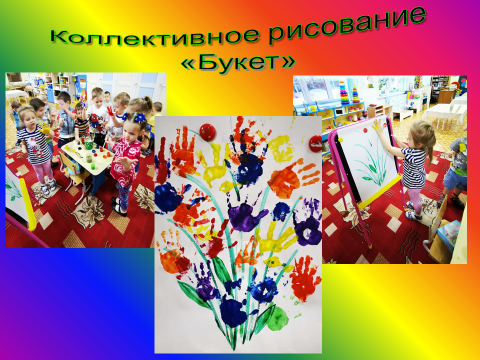 Коллективное рисование
«Букет»